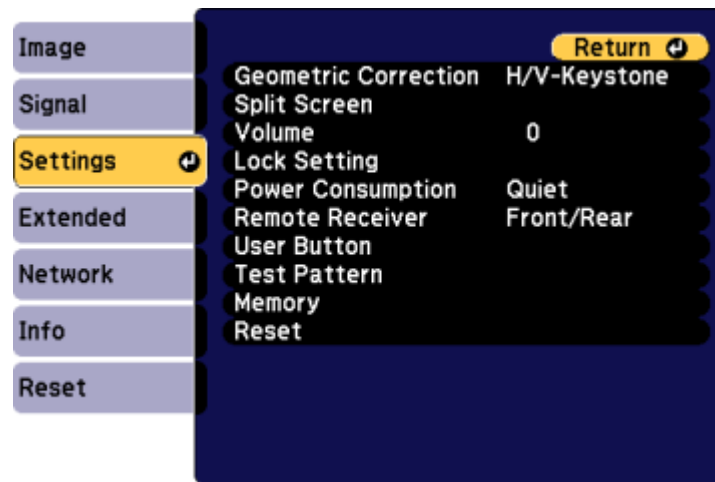 Image
Signal
Settings
Extended
Network
Info
Reset
Return
Geometric Correction H/V-Keystone
Split Screen
Volume 0
Lock Setting
Power Consumption Quiet
Remote Receiver Front/Rear
User Button
Test Pattern
Memory
Reset